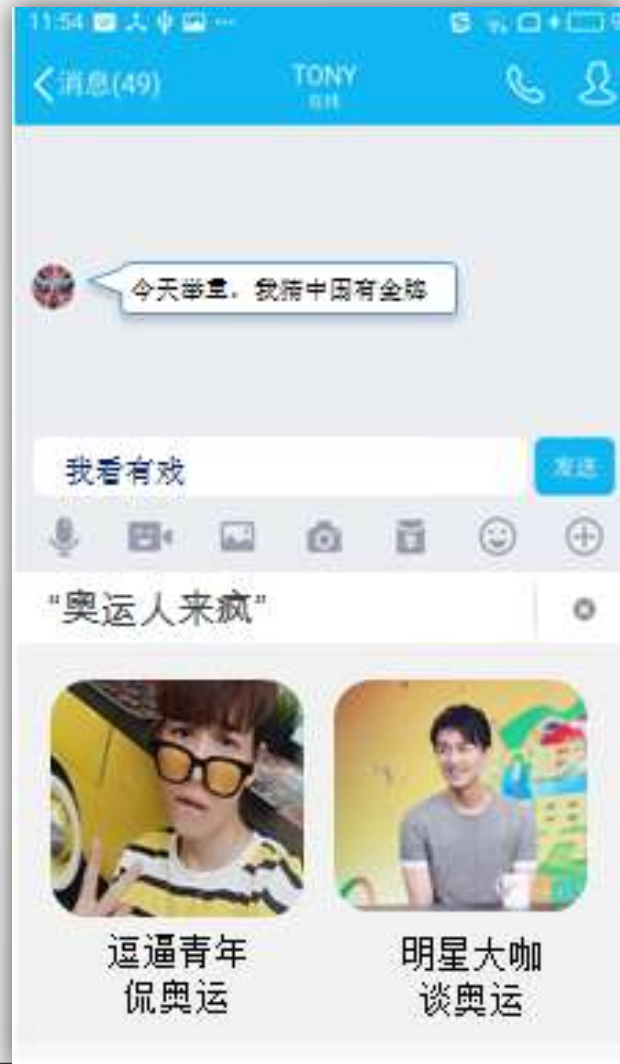 11:54
消息(49)
TONY
在线
今天举重，我猜中国有金牌
我看有戏
发送
“奥运人来疯”
逗逼青年
侃奥运
明星大咖
谈奥运